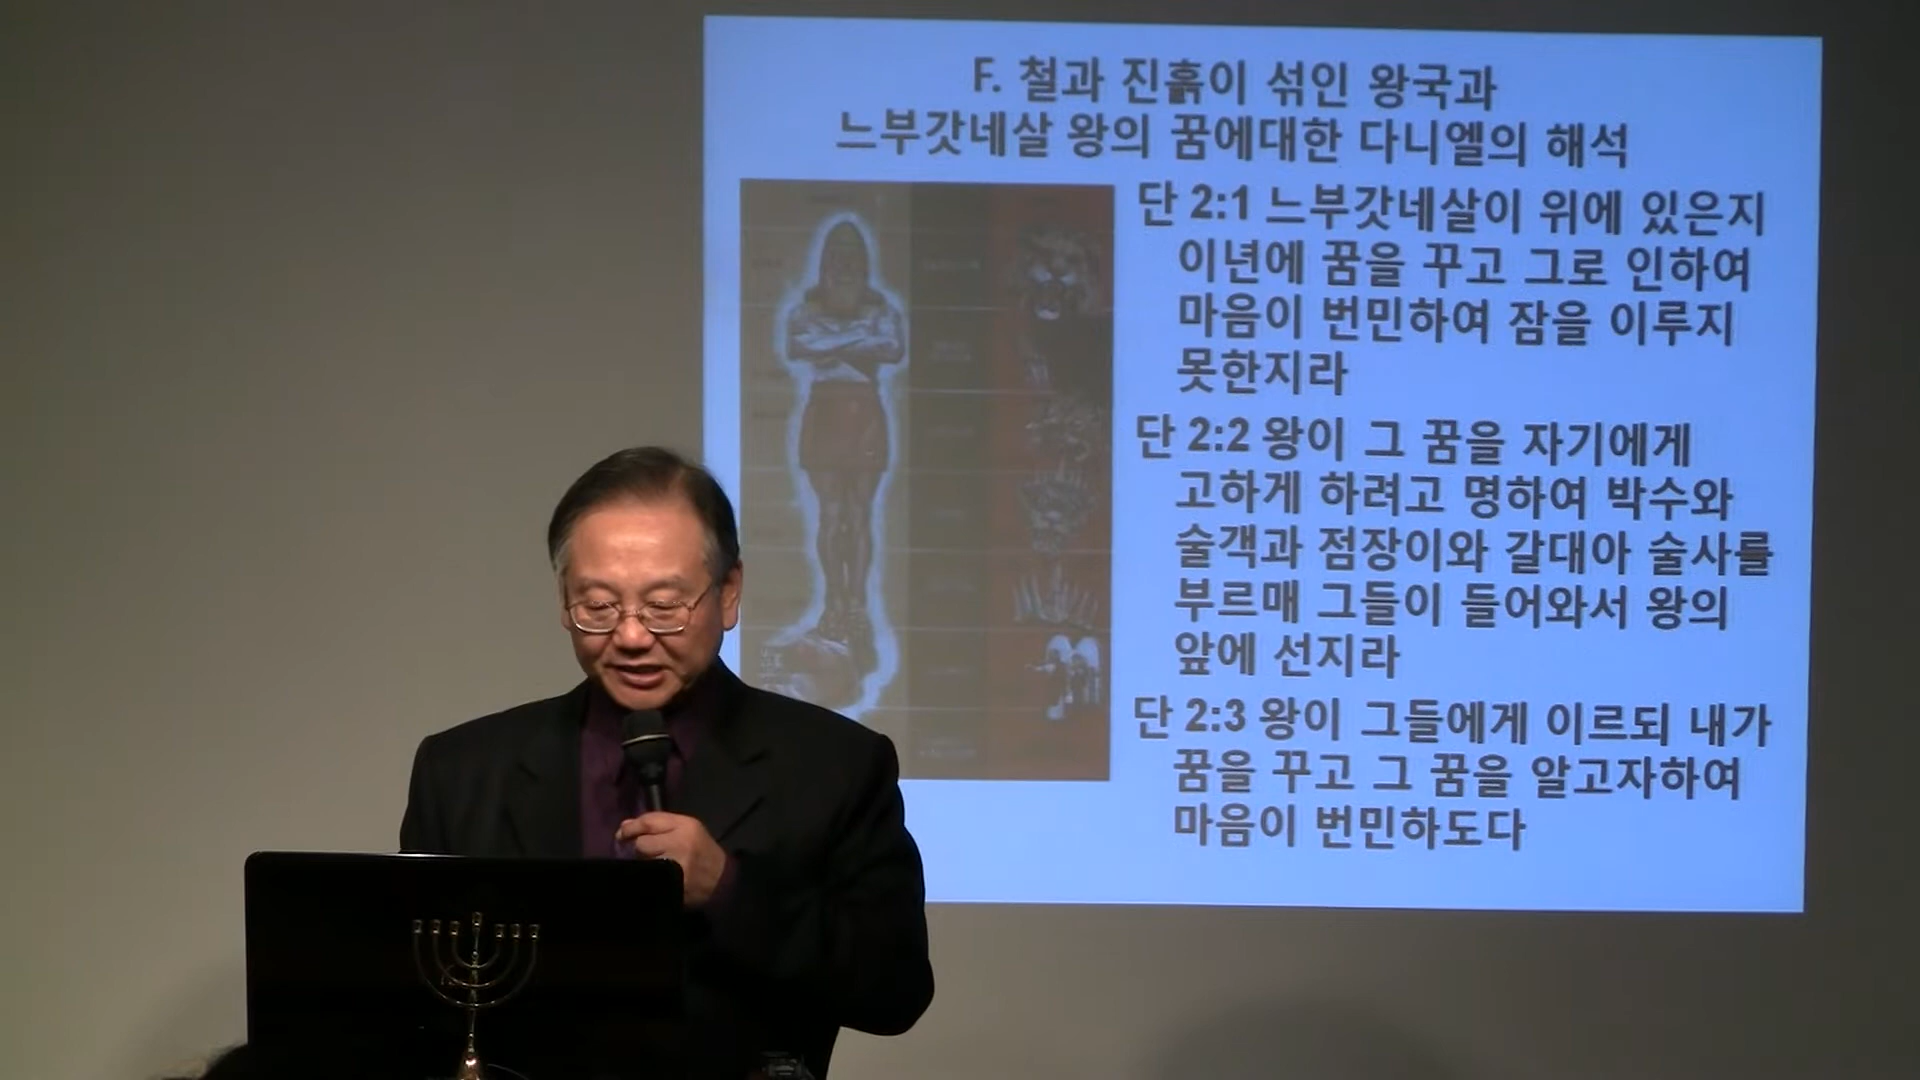 F. 철과 진흙이 섞인 왕국과
느부갓네살 왕의 꿈에대한 다니엘의 해석
단 2:1 느부갓네살이 위에 있은지
이년에 꿈을 꾸고 그로 인하여
마음이 번민하여 잠을 이루지
못한지라
단 2:2 왕이 그 꿈을 자기에게
고하게 하려고 명하여 박수와
술객과 점장이와 갈대아 술사를
부르매 그들이 들어와서 왕의
앞에 선지라
단 2:3 왕이 그들에게 이르되 내가
꿈을 꾸고 그 꿈을 알고자하여
마음이 번민하도다